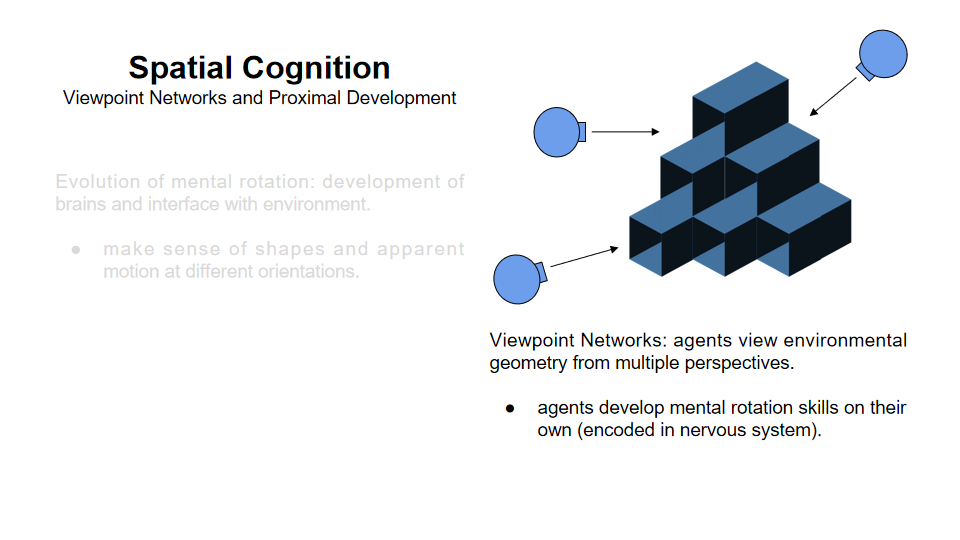 Spatial Cognition
Viewpoint Networks and Proximal Development
Evolution of mental rotation: development of
brains and interface with environment.
● make sense of shapes and apparent
motion at different orientations.
Viewpoint Networks: agents view environmental
geometry from multiple perspectives.
● agents develop mental rotation skills on their
own (encoded in nervous system).